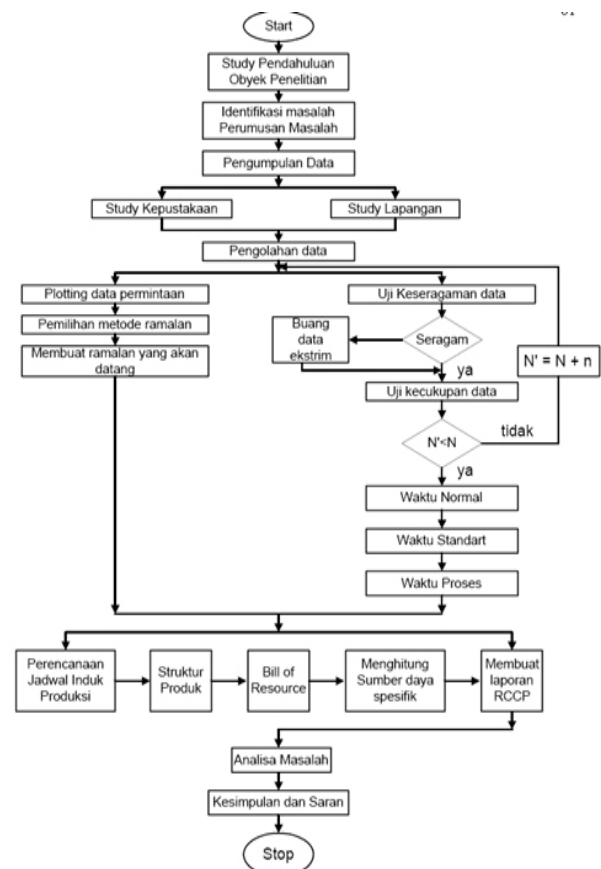 Start
Study Pendahuluan
Obyek Penelitian
Identifikasi masalah
Perumusan Masalah
Pengumpulan Data
Study Kepustakaan
Study Lapangan
Pengolahan data
Plotting data permintaan
Pemilihan metode ramalan
Membuat ramalan yang akan
datang
Uji Keseragaman data
Buang
data
ekstrim
Seragam
ya
Uji kecukupan data
N' = N + n
N'<N
tidak
ya
Waktu Normal
Waktu Standart
Waktu Proses
Perencanaan
Jadwal Induk
Produksi
Struktur
Produk
Bill of
Resource
Menghitung
Sumber daya
spesifik
Membuat
laporan
RCCP
Analisa Masalah
Kesimpulan dan Saran
Stop